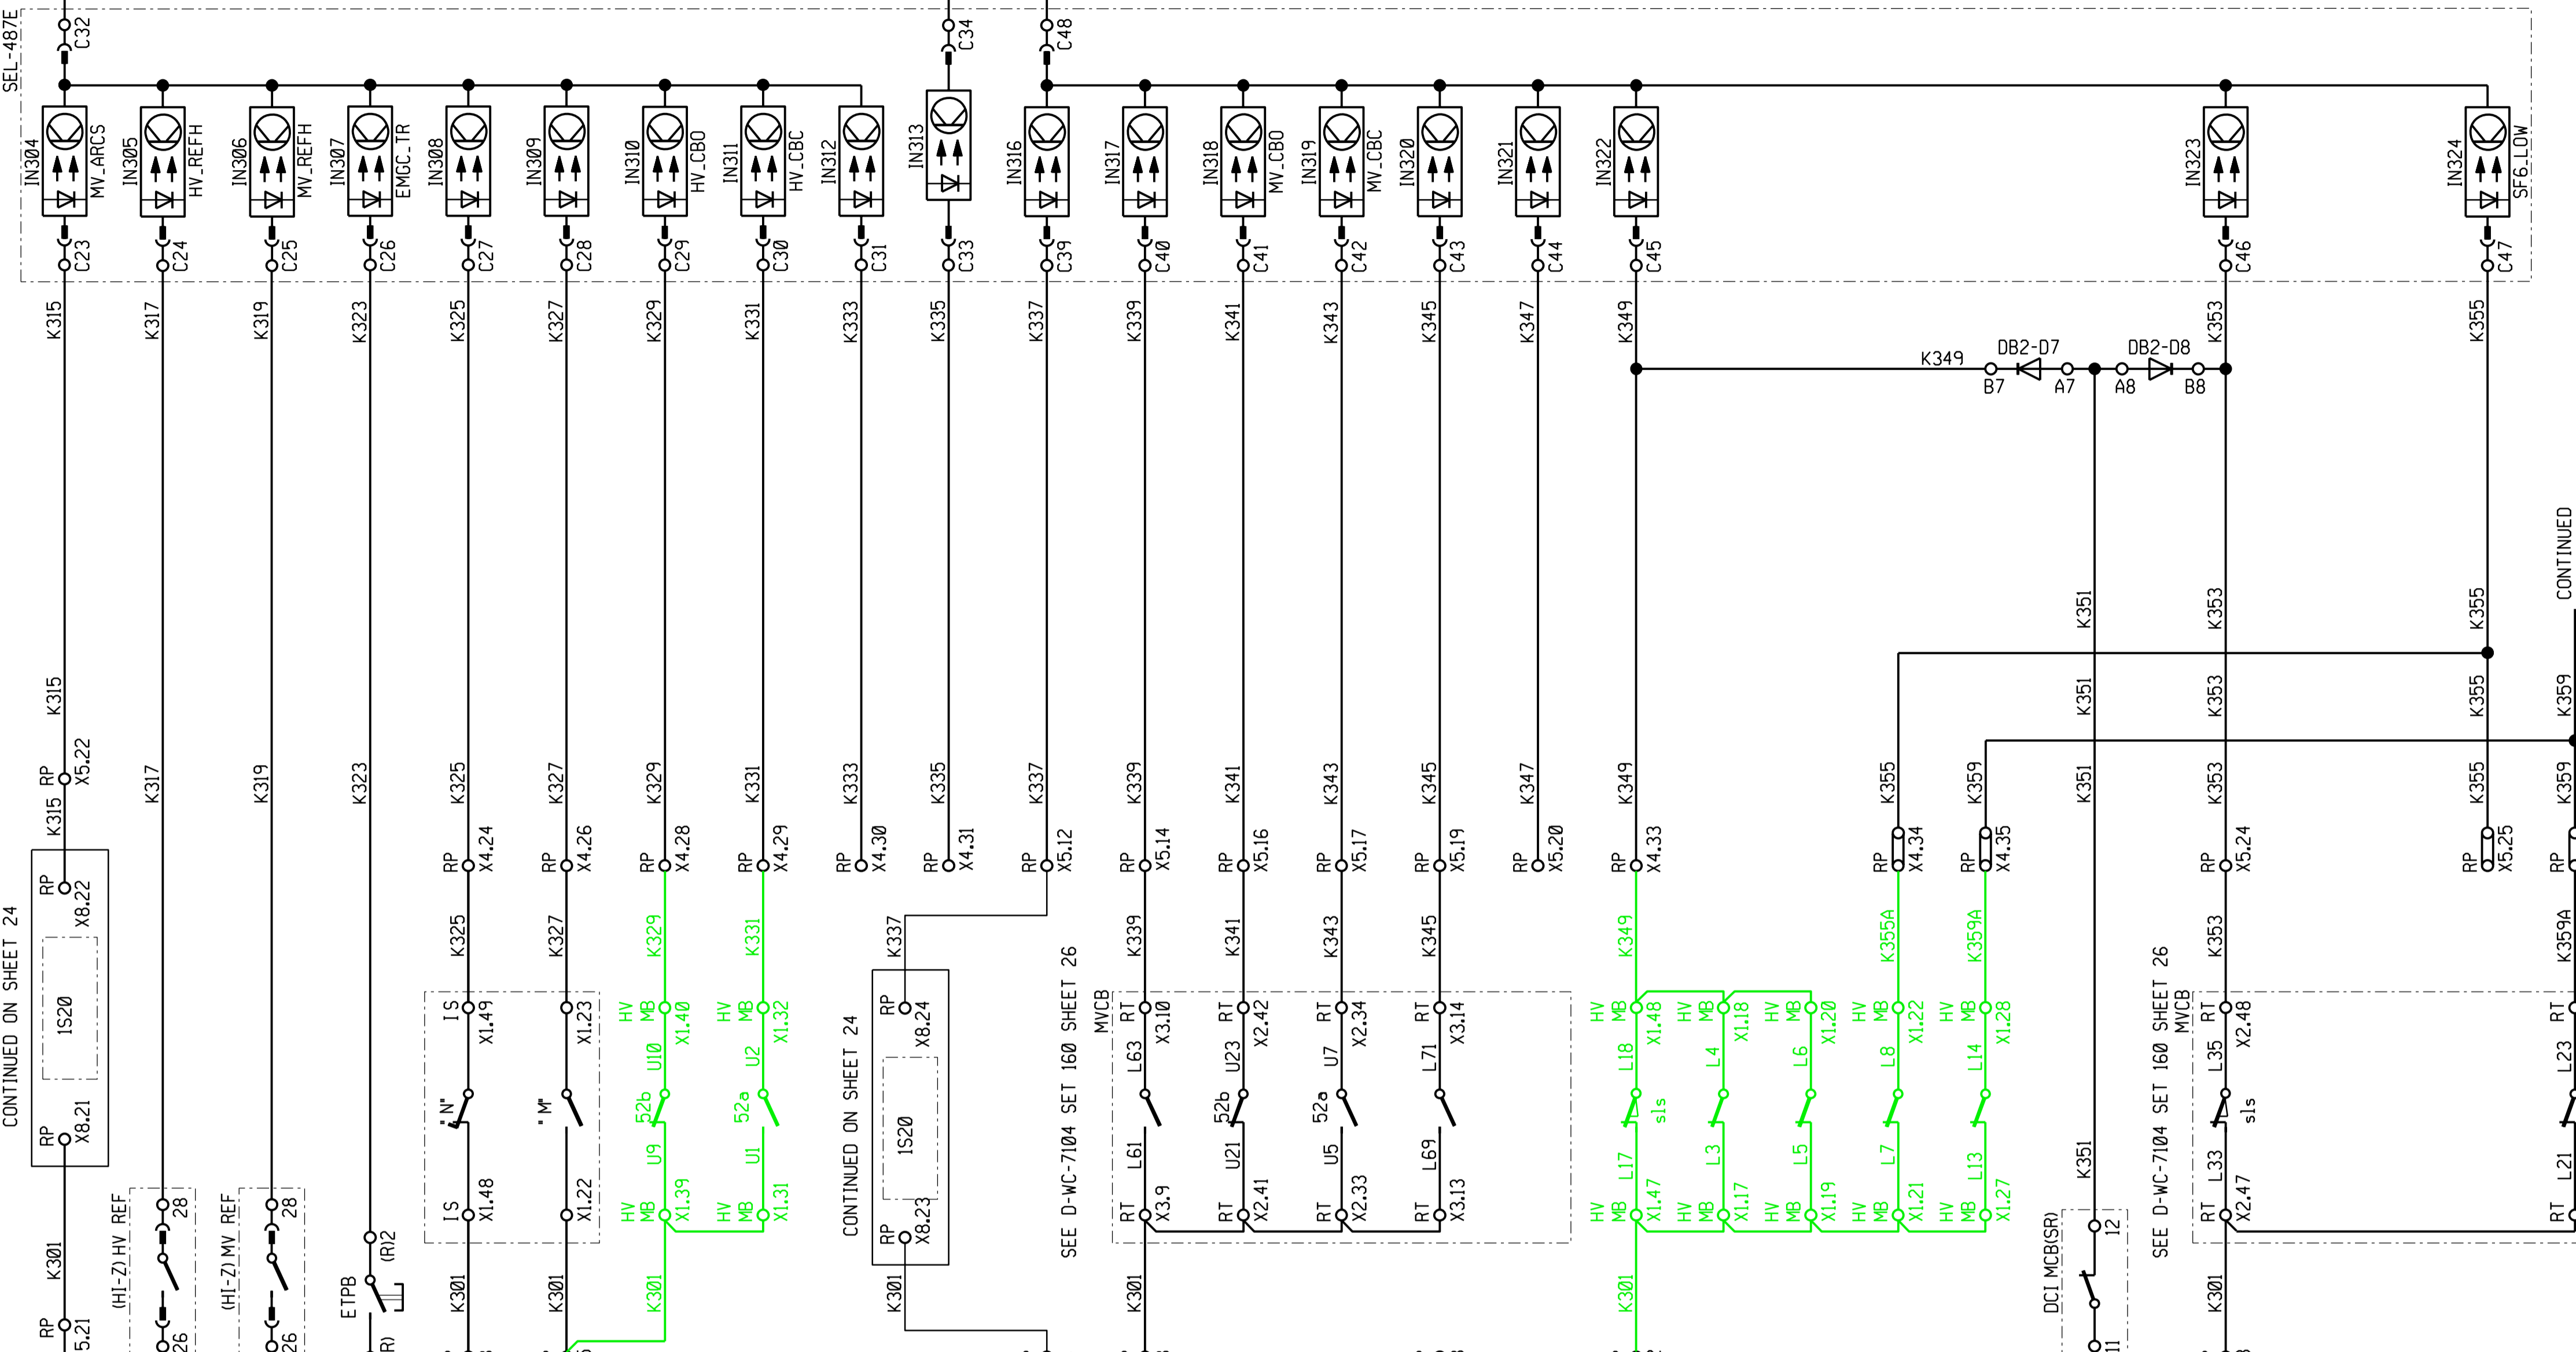 SEL-487E
C32
C34
C48
IN304
MV_ARCS
IN305
HV_REFH
IN306
MV_REFH
IN307
EMGC_TR
IN308
IN309
IN310
HV_CBO
IN311
HV_CBC
IN312
IN313
IN316
IN317
IN318
MV_CBO
IN319
MV_CBC
IN320
IN321
IN322
IN323
IN324
SF6_LOW
C23
C24
C25
C26
C27
C28
C29
C30
C31
C33
C39
C40
C41
C42
C43
C44
C45
C46
C47
K315
K317
K319
K323
K325
K327
K329
K331
K333
K335
K337
K339
K341
K343
K345
K347
K349
K353
K355
K349
DB2-D7
DB2-D8
B7
A7
A8
B8
CONTINUED
K351
K353
K355
K315
K351
K353
K355
K359
RP
X5.22
K315
K317
K319
K323
K325
K327
K329
K331
K333
K335
K337
K339
K341
K343
K345
K347
K349
K355
K359
K351
K353
K355
K359
RP
X4.24
RP
X4.26
RP
X4.28
RP
X4.29
RP
X4.30
RP
X4.31
RP
X5.12
RP
X5.14
RP
X5.16
RP
X5.17
RP
X5.19
RP
X5.20
RP
X4.33
RP
X4.34
RP
X4.35
RP
X5.24
RP
X5.25
RP
CONTINUED ON SHEET 24
RP
X8.22
1S20
RP
X8.21
K325
K327
K329
K331
K337
K339
K341
K343
K345
K349
K355A
K359A
K353
K359A
IS
X1.49
X1.23
HV
MB
X1.40
HV
MB
X1.32
"N"
"M"
U10
52b
U9
U2
52a
U1
IS
X1.48
X1.22
HV
MB
X1.39
HV
MB
X1.31
CONTINUED ON SHEET 24
RP
X8.24
1S20
RP
X8.23
SEE D-WC-7104 SET 160 SHEET 26
MVCB
RT
X3.10
RT
X2.42
RT
X2.34
RT
X3.14
L63
U23
U7
L71
52b
52a
L61
U21
U5
L69
RT
X3.9
RT
X2.41
RT
X2.33
RT
X3.13
HV
MB
X1.48
HV
MB
X1.18
HV
MB
X1.20
HV
MB
X1.22
HV
MB
X1.28
L18
L4
L6
L8
L14
sls
L17
L3
L5
L7
L13
HV
MB
X1.47
HV
MB
X1.17
HV
MB
X1.19
HV
MB
X1.21
HV
MB
X1.27
SEE D-WC-7104 SET 160 SHEET 26
MVCB
RT
X2.48
RT
L35
L23
sls
L33
L21
RT
X2.47
RT
K351
DCI MCB(SR)
12
11
(HI-Z) HV REF
28
26
(HI-Z) MV REF
28
26
ETPB
(R)2
K301
K301
K301
K301
K301
K301
K301
K301
RP
5.21